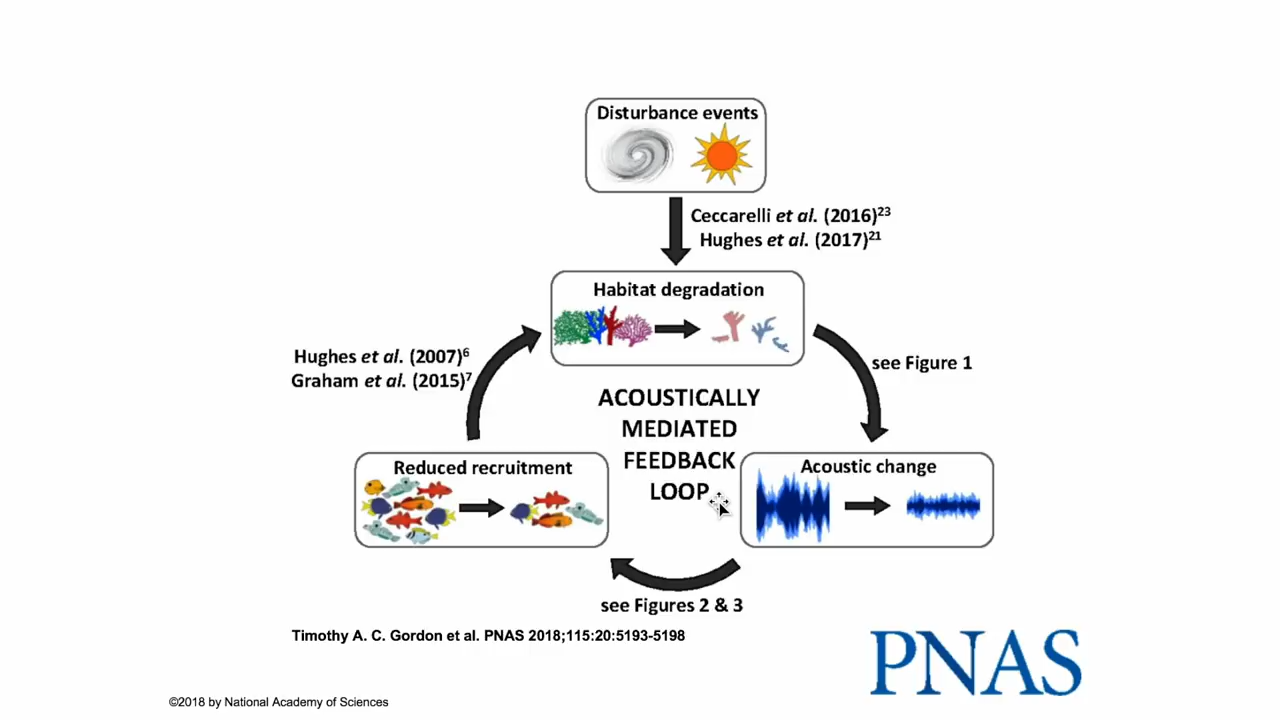 Disturbance events
Ceccarelli et al. (2016)23
Hughes et al. (2017)21
Habitat degradation
Hughes et al. (2007)6
Graham et al. (2015)7
see Figure 1
ACOUSTICALLY
MEDIATED
FEEDBACK
LOOP
Reduced recruitment
Acoustic change
see Figures 2 & 3
Timothy A. C. Gordon et al. PNAS 2018;115:20:5193-5198
PNAS
©2018 by National Academy of Sciences